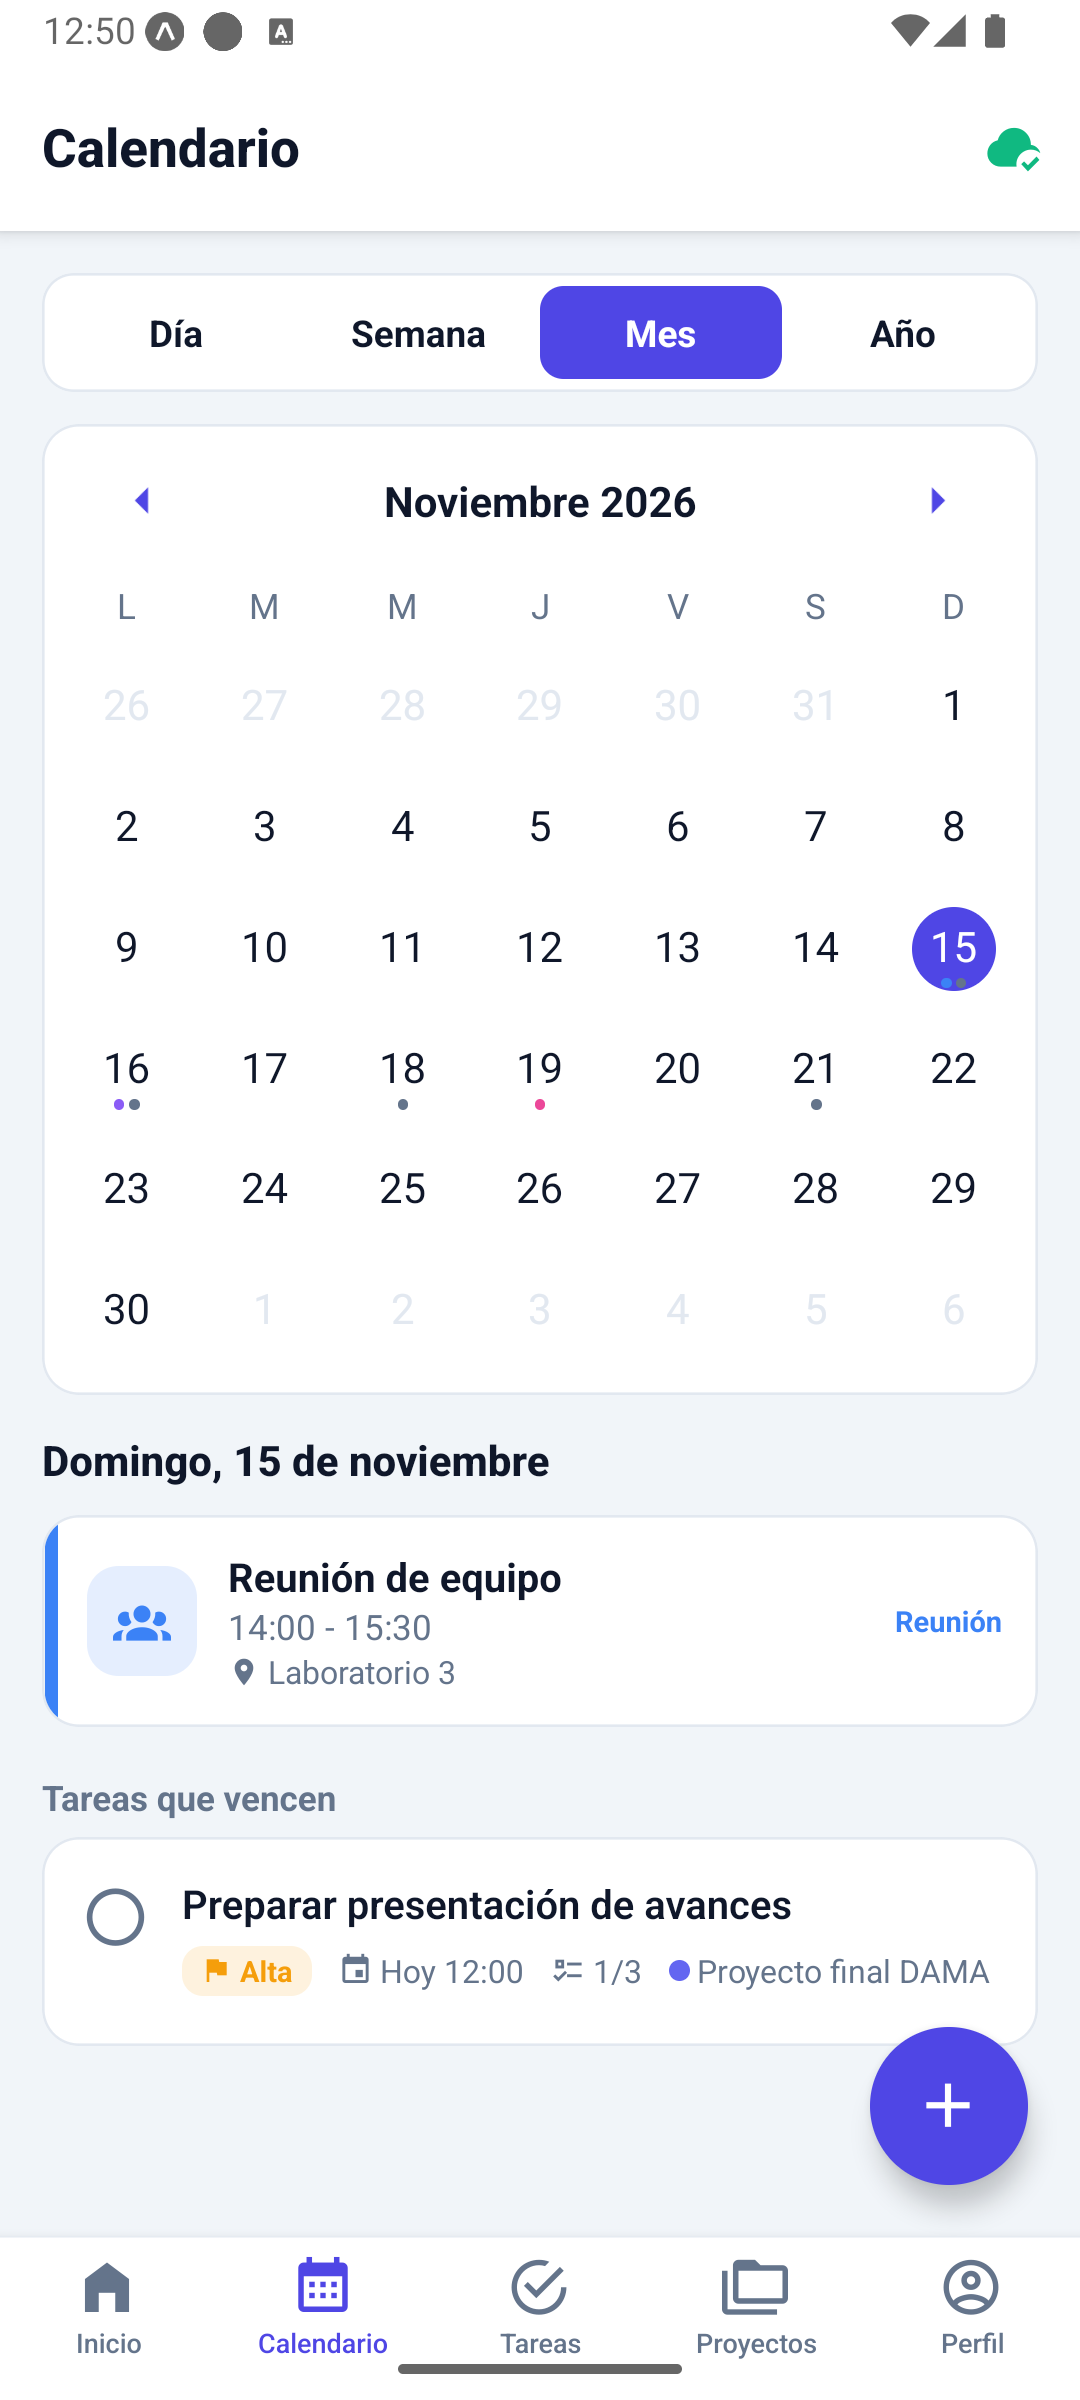 12:50
Calendario
Día Semana Mes Año
Noviembre 2026
L M M J V S D
26 27 28 29 30 31 1
2 3 4 5 6 7 8
9 10 11 12 13 14 15
16 17 18 19 20 21 22
23 24 25 26 27 28 29
30 1 2 3 4 5 6
Domingo, 15 de noviembre
Reunión de equipo
14:00 - 15:30
Reunión
Laboratorio 3
Tareas que vencen
Preparar presentación de avances
Alta Hoy 12:00 1/3 Proyecto final DAMA
Inicio Calendario Tareas Proyectos Perfil